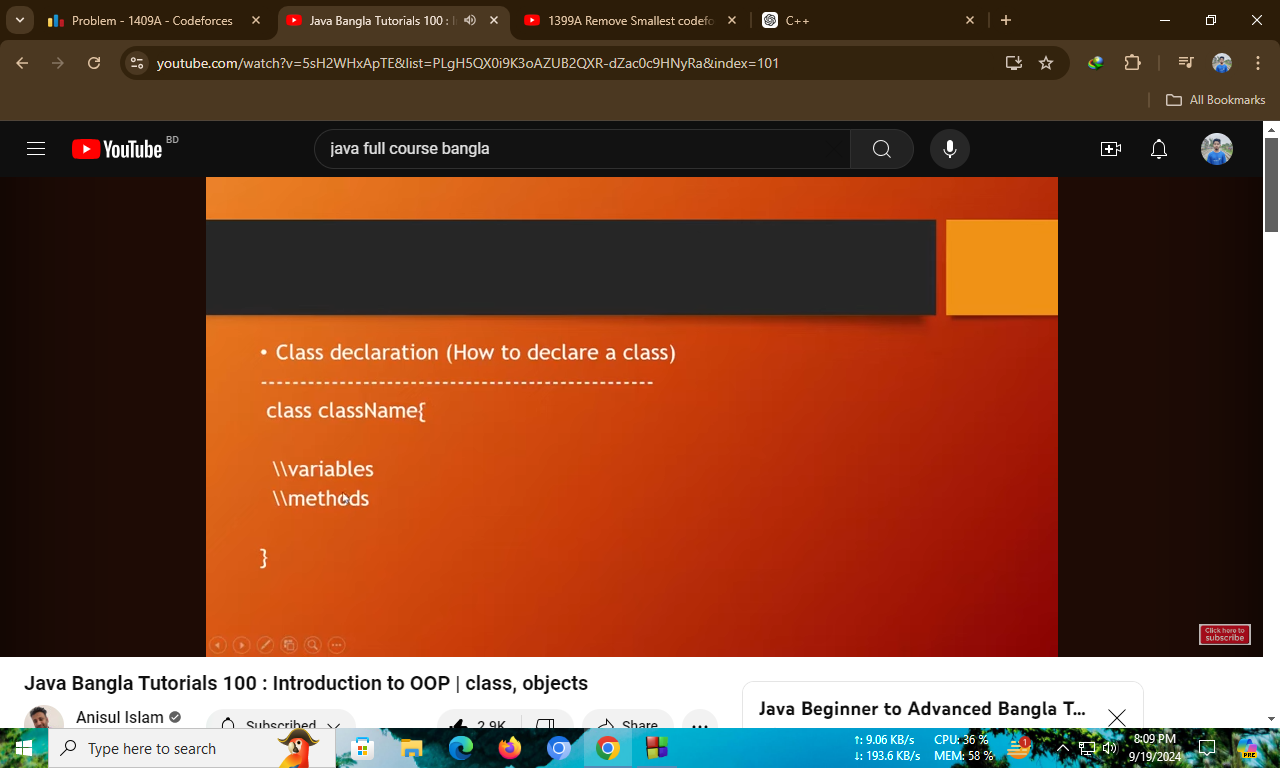 Problem - 1409A - Codeforces
Java Bangla Tutorials 100 : I
1399A Remove Smallest codefo
C++
youtube.com/watch?v=5sH2WHxApTE&list=PLgH5QX0i9K3oAZUB2QXR-dZac0c9HNyRa&index=101
All Bookmarks
YouTube BD
java full course bangla
• Class declaration (How to declare a class)
-------------------------------------------------
class className{
\\variables
\\methods
}
Click here to
subscribe
Java Bangla Tutorials 100 : Introduction to OOP | class, objects
Anisul Islam
Subscribed
2.9K
Share
Java Beginner to Advanced Bangla T...
Type here to search
↑: 9.06 KB/s
↓: 193.6 KB/s
CPU: 36 %
MEM: 58 %
1
8:09 PM
9/19/2024
PRE